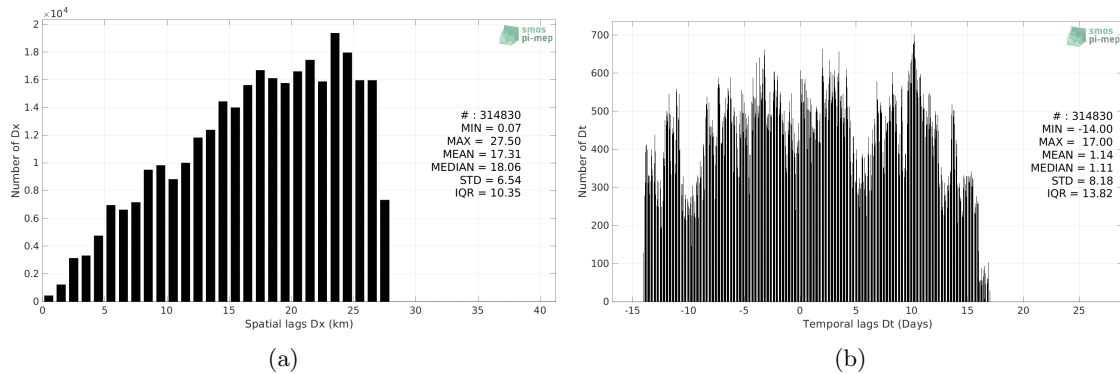 ×10⁴
2
1.8
1.6
1.4
1.2
1
0.8
0.6
0.4
0.2
0
0 5 10 15 20 25 30 35 40
Number of Dx
Spatial lags Dx (km)
smos
pi-mep
# : 314830
MIN = 0.07
MAX = 27.50
MEAN = 17.31
MEDIAN = 18.06
STD = 6.54
IQR = 10.35
(a)
700
600
500
400
300
200
100
0
-15 -10 -5 0 5 10 15 20 25
Number of Dt
Temporal lags Dt (Days)
smos
pi-mep
# : 314830
MIN = -14.00
MAX = 17.00
MEAN = 1.14
MEDIAN = 1.11
STD = 8.18
IQR = 13.82
(b)